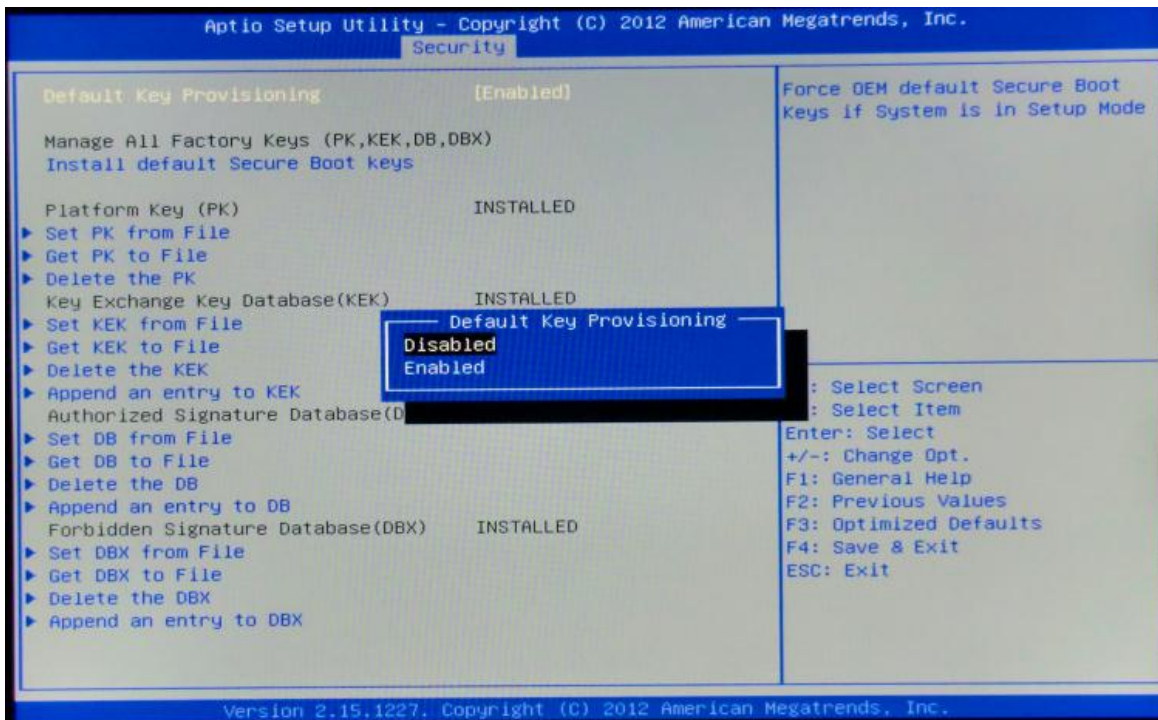 Aptio Setup Utility – Copyright (C) 2012 American Megatrends, Inc.
Security
Default Key Provisioning [Enabled]
Manage All Factory Keys (PK,KEK,DB,DBX)
Install default Secure Boot keys
Platform Key (PK) INSTALLED
Set PK from File
Get PK to File
Delete the PK
Key Exchange Key Database(KEK) INSTALLED
Set KEK from File
Get KEK to File
Delete the KEK
Append an entry to KEK
Authorized Signature Database(D
Set DB from File
Get DB to File
Delete the DB
Append an entry to DB
Forbidden Signature Database(DBX) INSTALLED
Set DBX from File
Get DBX to File
Delete the DBX
Append an entry to DBX
Default Key Provisioning
Disabled
Enabled
Force OEM default Secure Boot
Keys if System is in Setup Mode
: Select Screen
: Select Item
Enter: Select
+/-: Change Opt.
F1: General Help
F2: Previous Values
F3: Optimized Defaults
F4: Save & Exit
ESC: Exit
Version 2.15.1227. Copyright (C) 2012 American Megatrends, Inc.